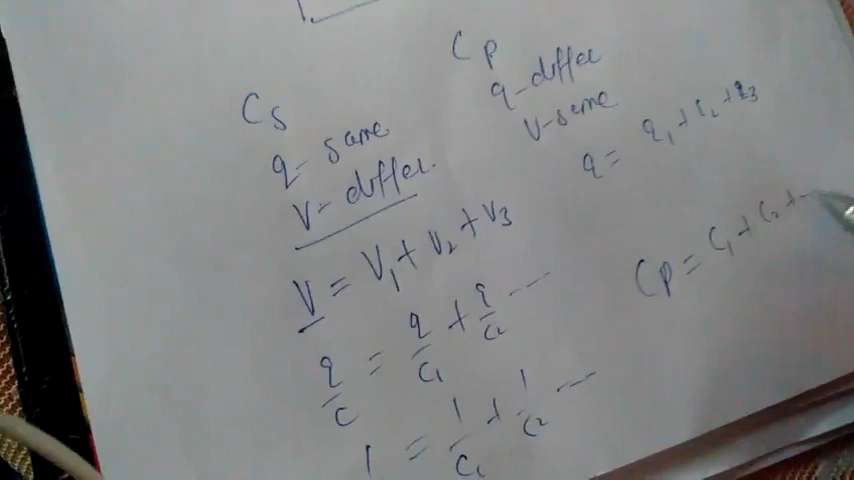 Cs
q - same
V - differ.
V = V₁ + V₂ + V₃
q/c = q/c₁ + q/c₂ ---
1 = 1/c₁ + 1/c₂ ---
Cp
q - differ
V - same
q = q₁ + q₂ + q₃
Cp = C₁ + C₂ + --